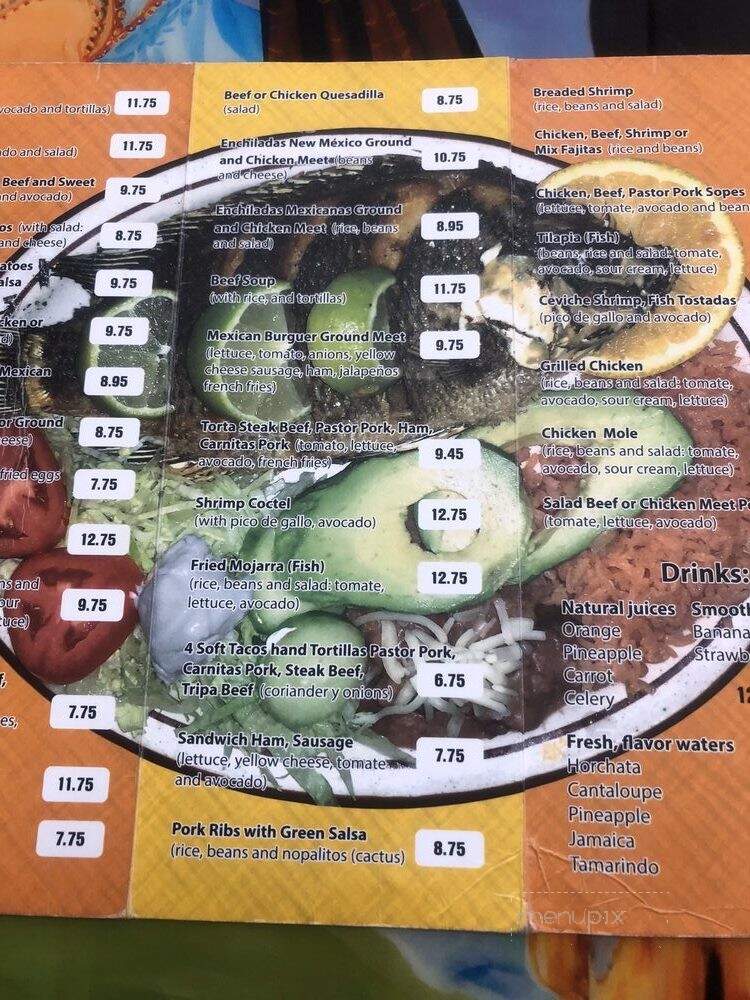 vocado and tortillas) 11.75
do and salad) 11.75
Beef and Sweet 9.75
nd avocado)
os (with salad: 8.75
and cheese)
atoes 9.75
alsa
cken or 9.75
Mexican 8.95
or Ground 8.75
eese)
fried eggs
7.75
12.75
ns and 9.75
our
tuce)
7.75
es,
11.75
7.75
Beef or Chicken Quesadilla 8.75
(salad)
Enchiladas New México Ground
and Chicken Meet (beans 10.75
and cheese)
Enchiladas Mexicanas Ground
and Chicken Meet (rice, beans 8.95
and salad)
Beef Soup 11.75
(with rice, and tortillas)
Mexican Burguer Ground Meet 9.75
(lettuce, tomato, anions, yellow
cheese sausage, ham, jalapeños
french fries)
Torta Steak Beef, Pastor Pork, Ham,
Carnitas Pork (tomato, lettuce, 9.45
avocado, french fries)
Shrimp Coctel 12.75
(with pico de gallo, avocado)
Fried Mojarra (Fish) 12.75
(rice, beans and salad: tomate,
lettuce, avocado)
4 Soft Tacos hand Tortillas Pastor Pork,
Carnitas Pork, Steak Beef, 6.75
Tripa Beef (coriander y onions)
Sandwich Ham, Sausage 7.75
(lettuce, yellow cheese, tomate
and avocado)
Pork Ribs with Green Salsa 8.75
(rice, beans and nopalitos (cactus)
Breaded Shrimp
(rice, beans and salad)
Chicken, Beef, Shrimp or
Mix Fajitas (rice and beans)
Chicken, Beef, Pastor Pork Sopes
(lettuce, tomate, avocado and bean
Tilapia (Fish)
(beans, rice and salad: tomate,
avocado, sour cream, lettuce)
Ceviche Shrimp, Fish Tostadas
(pico de gallo and avocado)
Grilled Chicken
(rice, beans and salad: tomate,
avocado, sour cream, lettuce)
Chicken Mole
(rice, beans and salad: tomate,
avocado, sour cream, lettuce)
Salad Beef or Chicken Meet P
(tomate, lettuce, avocado)
Drinks:
Natural juices
Orange
Pineapple
Carrot
Celery
Smooth
Banana
Strawb
12
Fresh, flavor waters
Horchata
Cantaloupe
Pineapple
Jamaica
Tamarindo
menupix